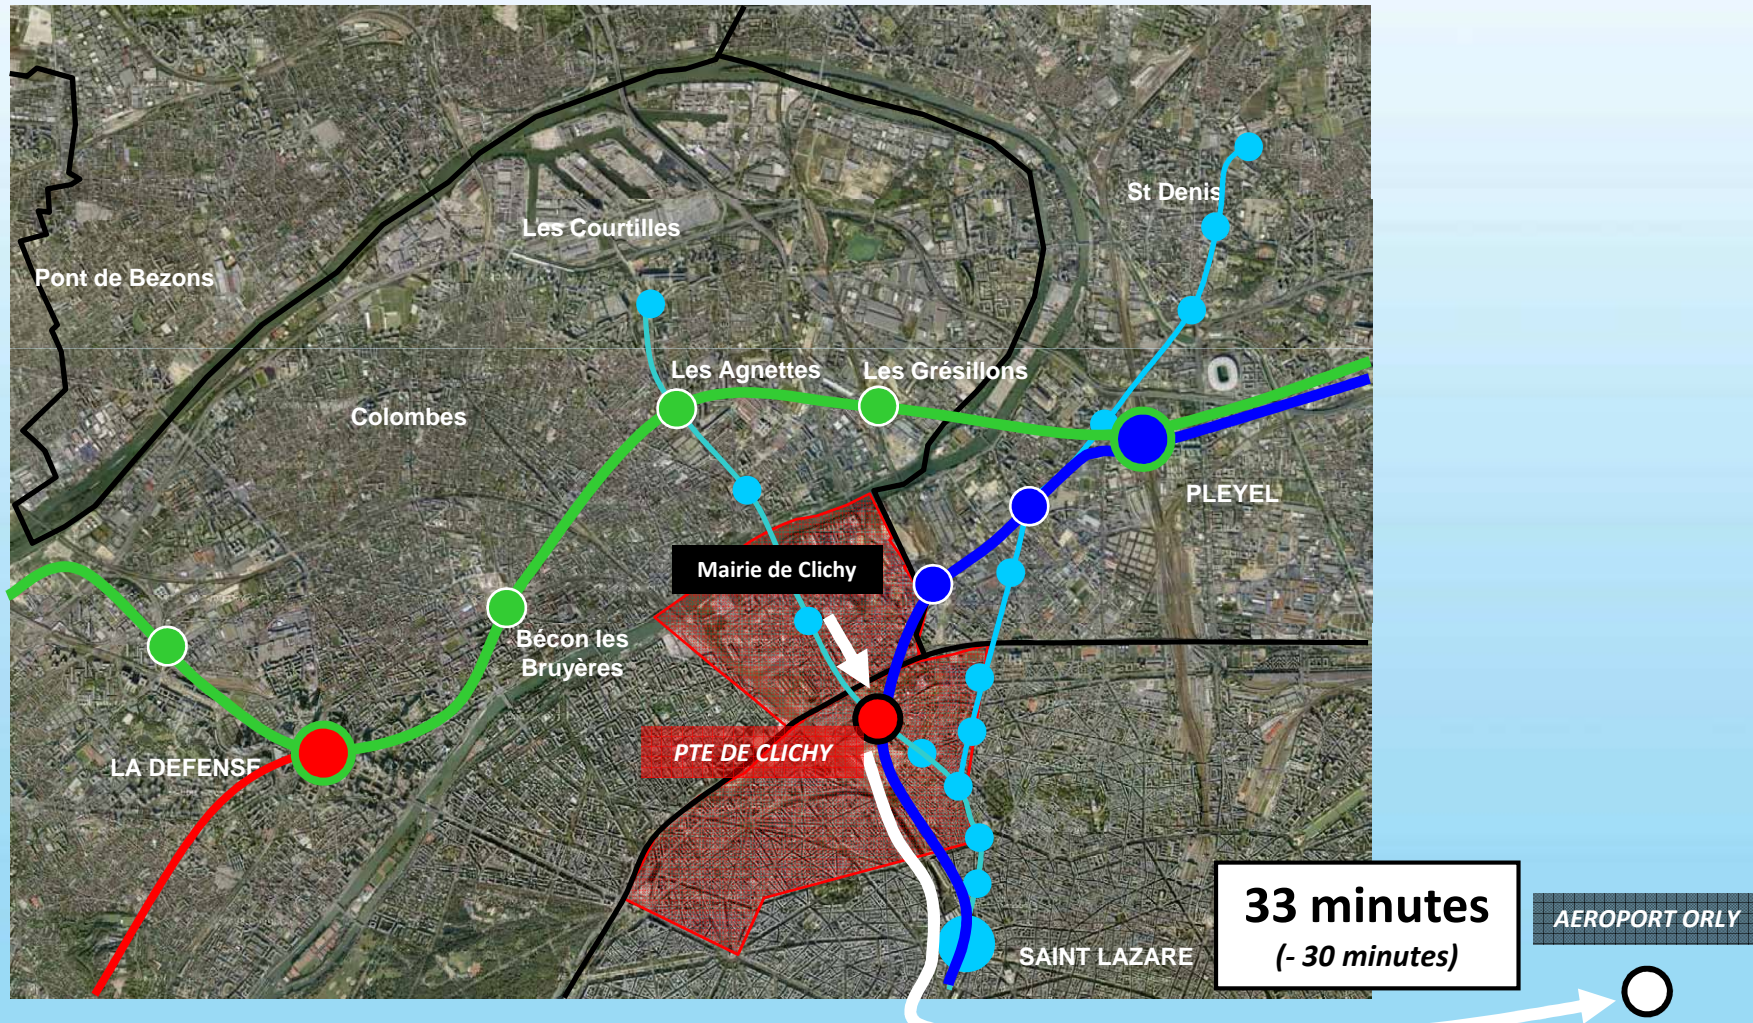 St Denis
Les Courtilles
Pont de Bezons
Les Agnettes
Les Grésillons
Colombes
PLEYEL
Mairie de Clichy
Bécon les
Bruyères
PTE DE CLICHY
LA DEFENSE
33 minutes
(- 30 minutes)
AEROPORT ORLY
SAINT LAZARE